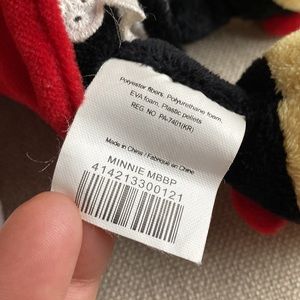 Polyester fibers, Polyurethane foam,
EVA foam, Plastic pellets
REG. NO. PA-7401(KR)
Made in China / Fabriqué en Chine
MINNIE MBBP
414213300121